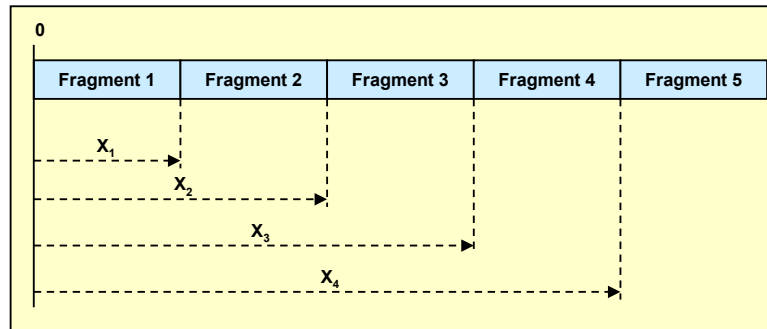 0
Fragment 1 Fragment 2 Fragment 3 Fragment 4 Fragment 5
X₁
X₂
X₃
X₄